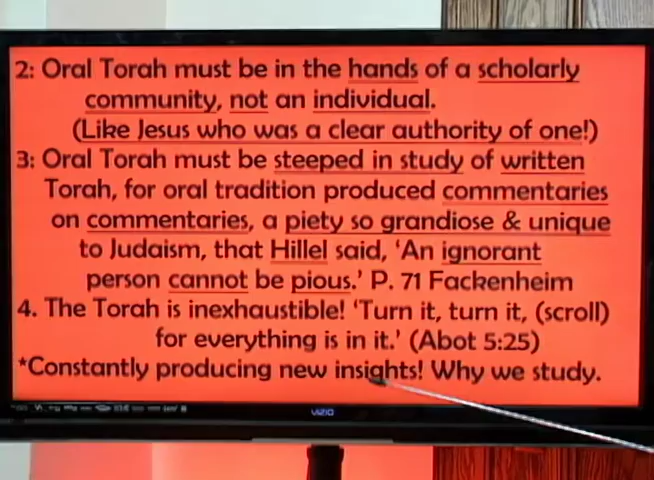 2: Oral Torah must be in the hands of a scholarly
community, not an individual.
(Like Jesus who was a clear authority of one!)
3: Oral Torah must be steeped in study of written
Torah, for oral tradition produced commentaries
on commentaries, a piety so grandiose & unique
to Judaism, that Hillel said, ‘An ignorant
person cannot be pious.’ P. 71 Fackenheim
4. The Torah is inexhaustible! ‘Turn it, turn it, (scroll)
for everything is in it.’ (Abot 5:25)
*Constantly producing new insights! Why we study.
VIZIO